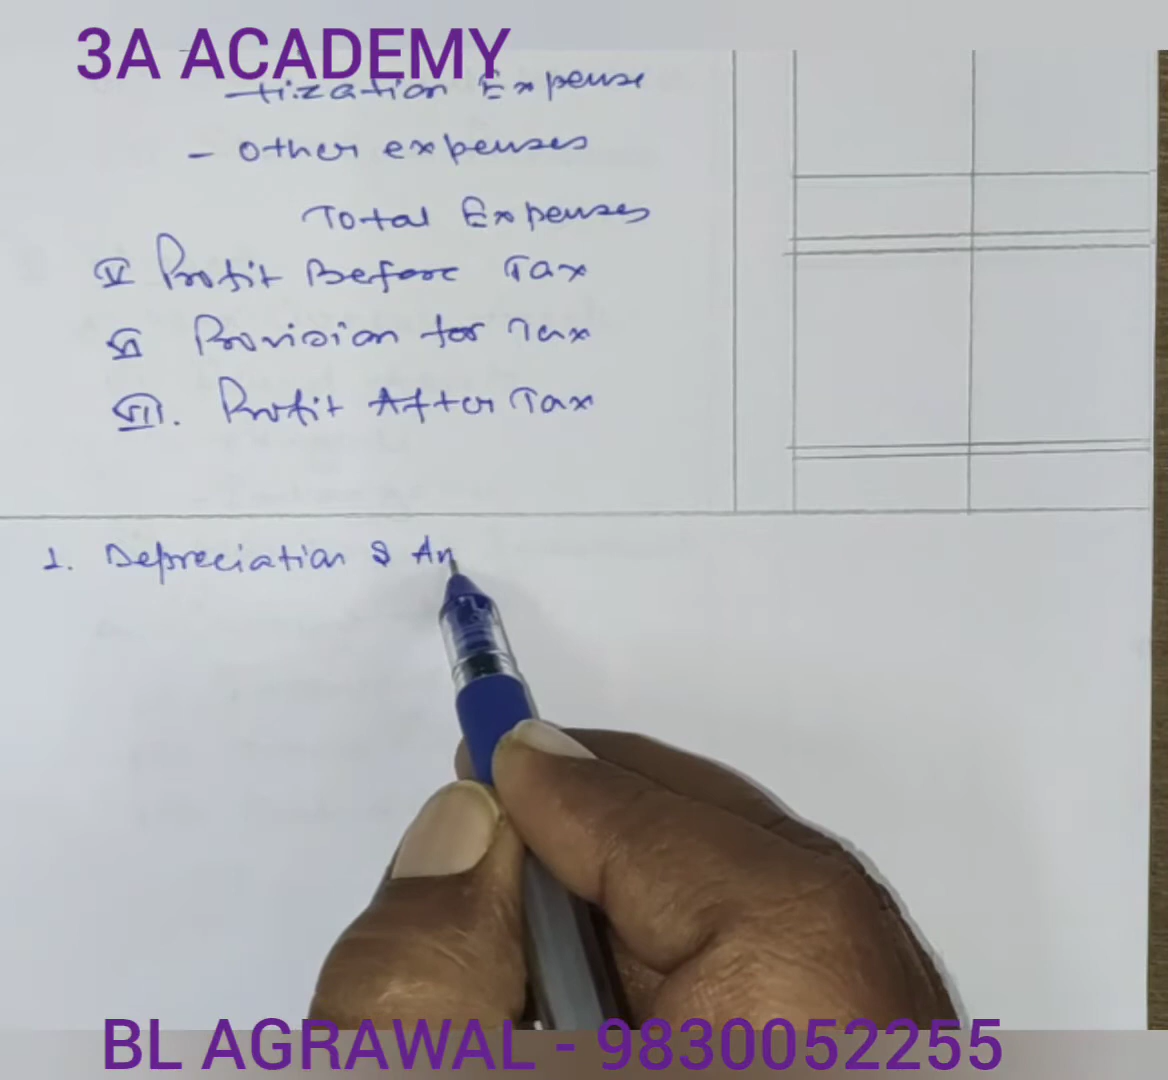 3A ACADEMY
-tization Expense
- Other expenses
Total Expenses
V Profit Before Tax
VI Provision for Tax
VII. Profit After Tax
1. Depreciation & Am
BL AGRAWAL - 9830052255